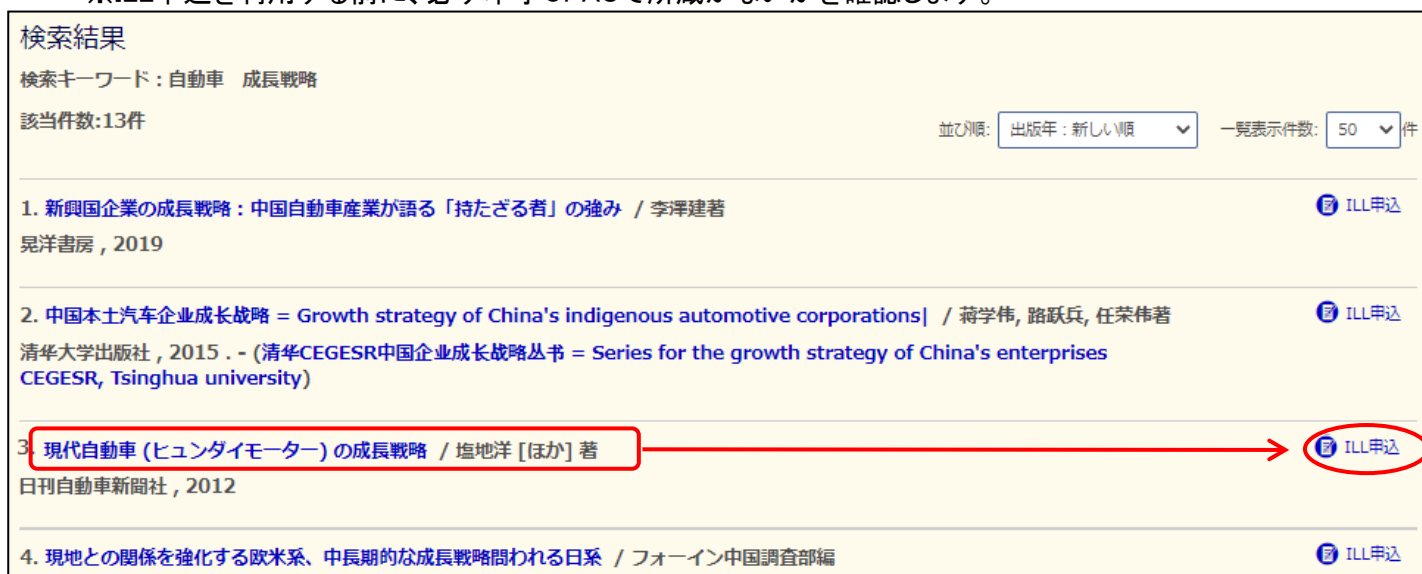 検索結果
検索キーワード：自動車　成長戦略
該当件数:13件
並び順: 出版年：新しい順 一覧表示件数: 50 件
1. 新興国企業の成長戦略：中国自動車産業が語る「持たざる者」の強み / 李澤建著 ILL申込
晃洋書房 , 2019
2. 中国本土汽车企业成长战略 = Growth strategy of China's indigenous automotive corporations| / 蒋学伟, 路跃兵, 任荣伟著 ILL申込
清华大学出版社 , 2015 . - (清华CEGESR中国企业成长战略丛书 = Series for the growth strategy of China's enterprises
CEGESR, Tsinghua university)
3. 現代自動車 (ヒュンダイモーター) の成長戦略 / 塩地洋 [ほか] 著 ILL申込
日刊自動車新聞社 , 2012
4. 現地との関係を強化する欧米系、中長期的な成長戦略問われる日系 / フォーイン中国調査部編 ILL申込